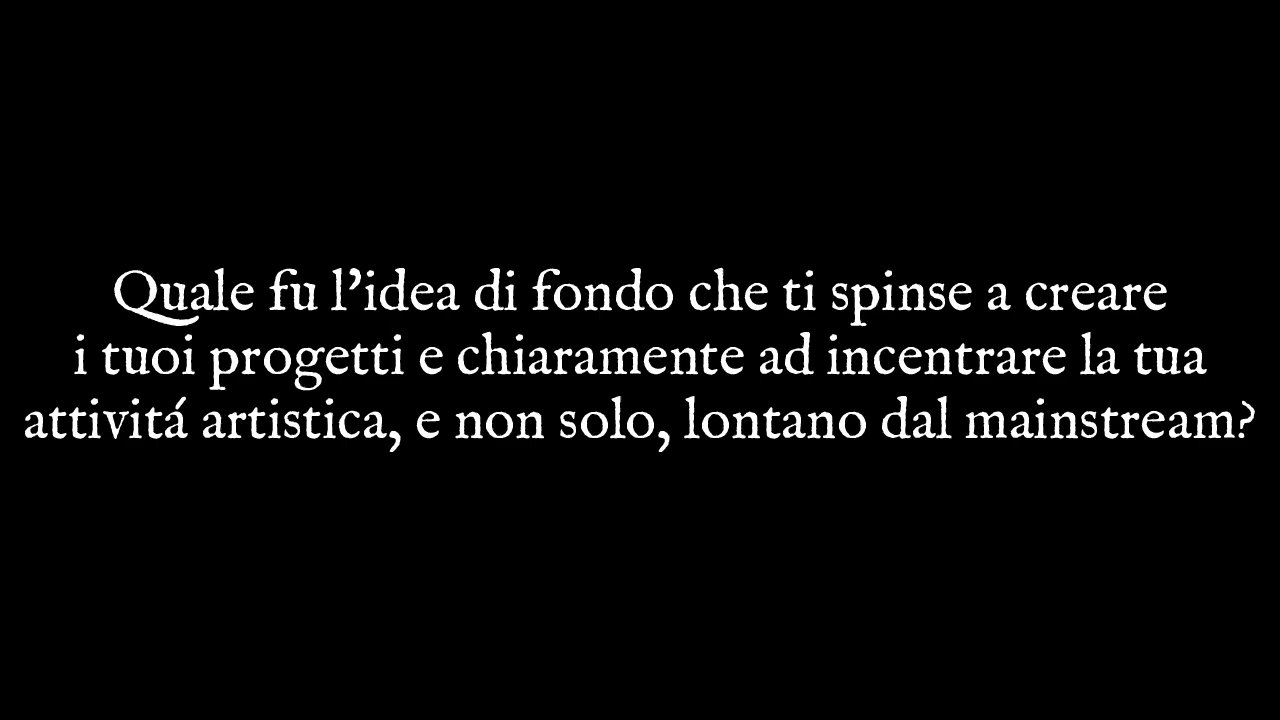 Quale fu l’idea di fondo che ti spinse a creare
i tuoi progetti e chiaramente ad incentrare la tua
attivitá artistica, e non solo, lontano dal mainstream?